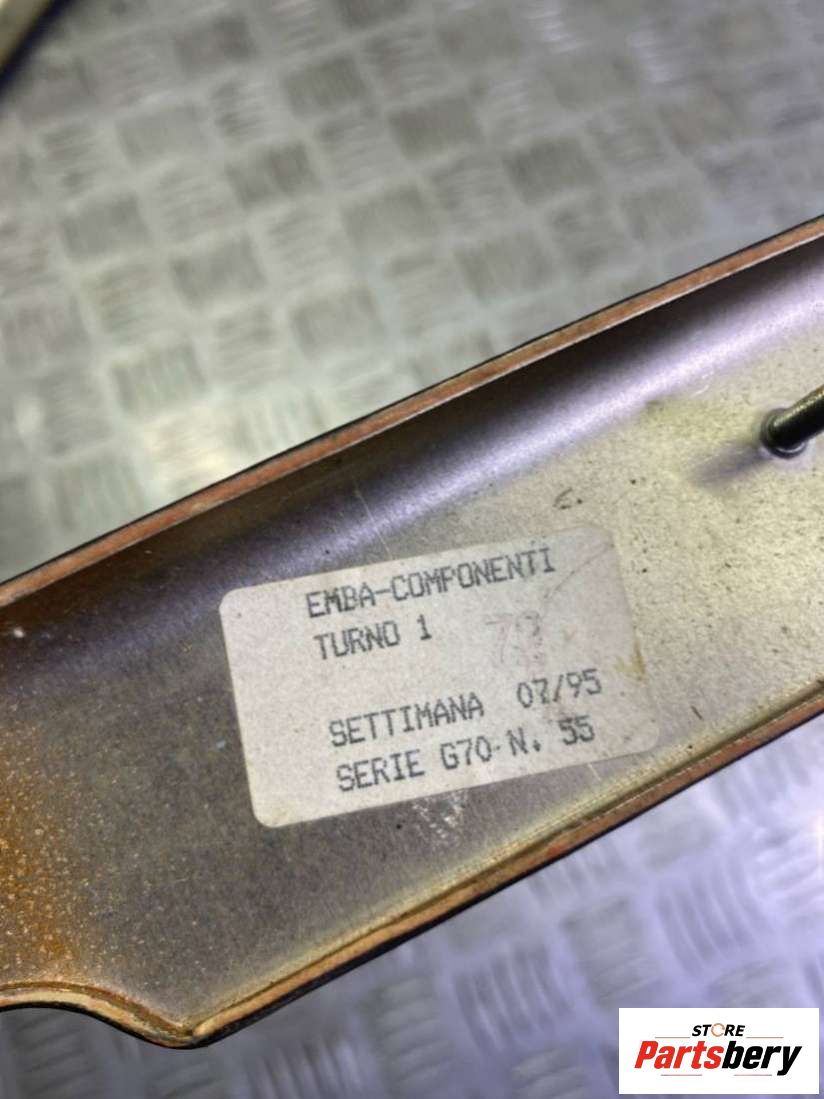 EMBA-COMPONENTI
TURNO 1
SETTIMANA 07/95
SERIE G70 N. 55
STORE
Partsbery